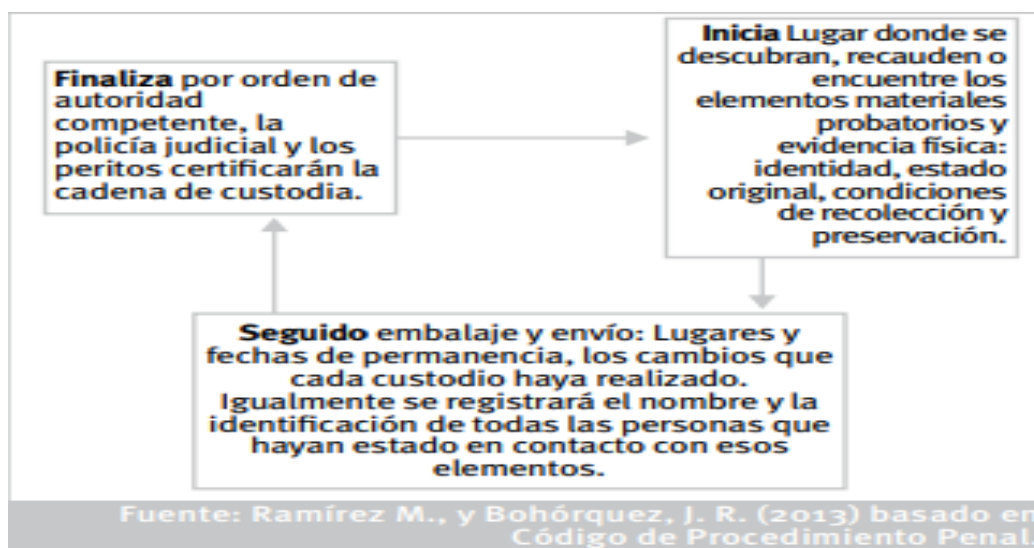 Inicia Lugar donde se
descubran, recauden o
encuentre los
elementos materiales
probatorios y
evidencia física:
identidad, estado
original, condiciones
de recolección y
preservación.
Seguido embalaje y envío: Lugares y
fechas de permanencia, los cambios que
cada custodio haya realizado.
Igualmente se registrará el nombre y la
identificación de todas las personas que
hayan estado en contacto con esos
elementos.
Finaliza por orden de
autoridad
competente, la
policía judicial y los
peritos certificarán la
cadena de custodia.
Fuente: Ramírez M., y Bohórquez, J. R. (2013) basado en
Código de Procedimiento Penal.